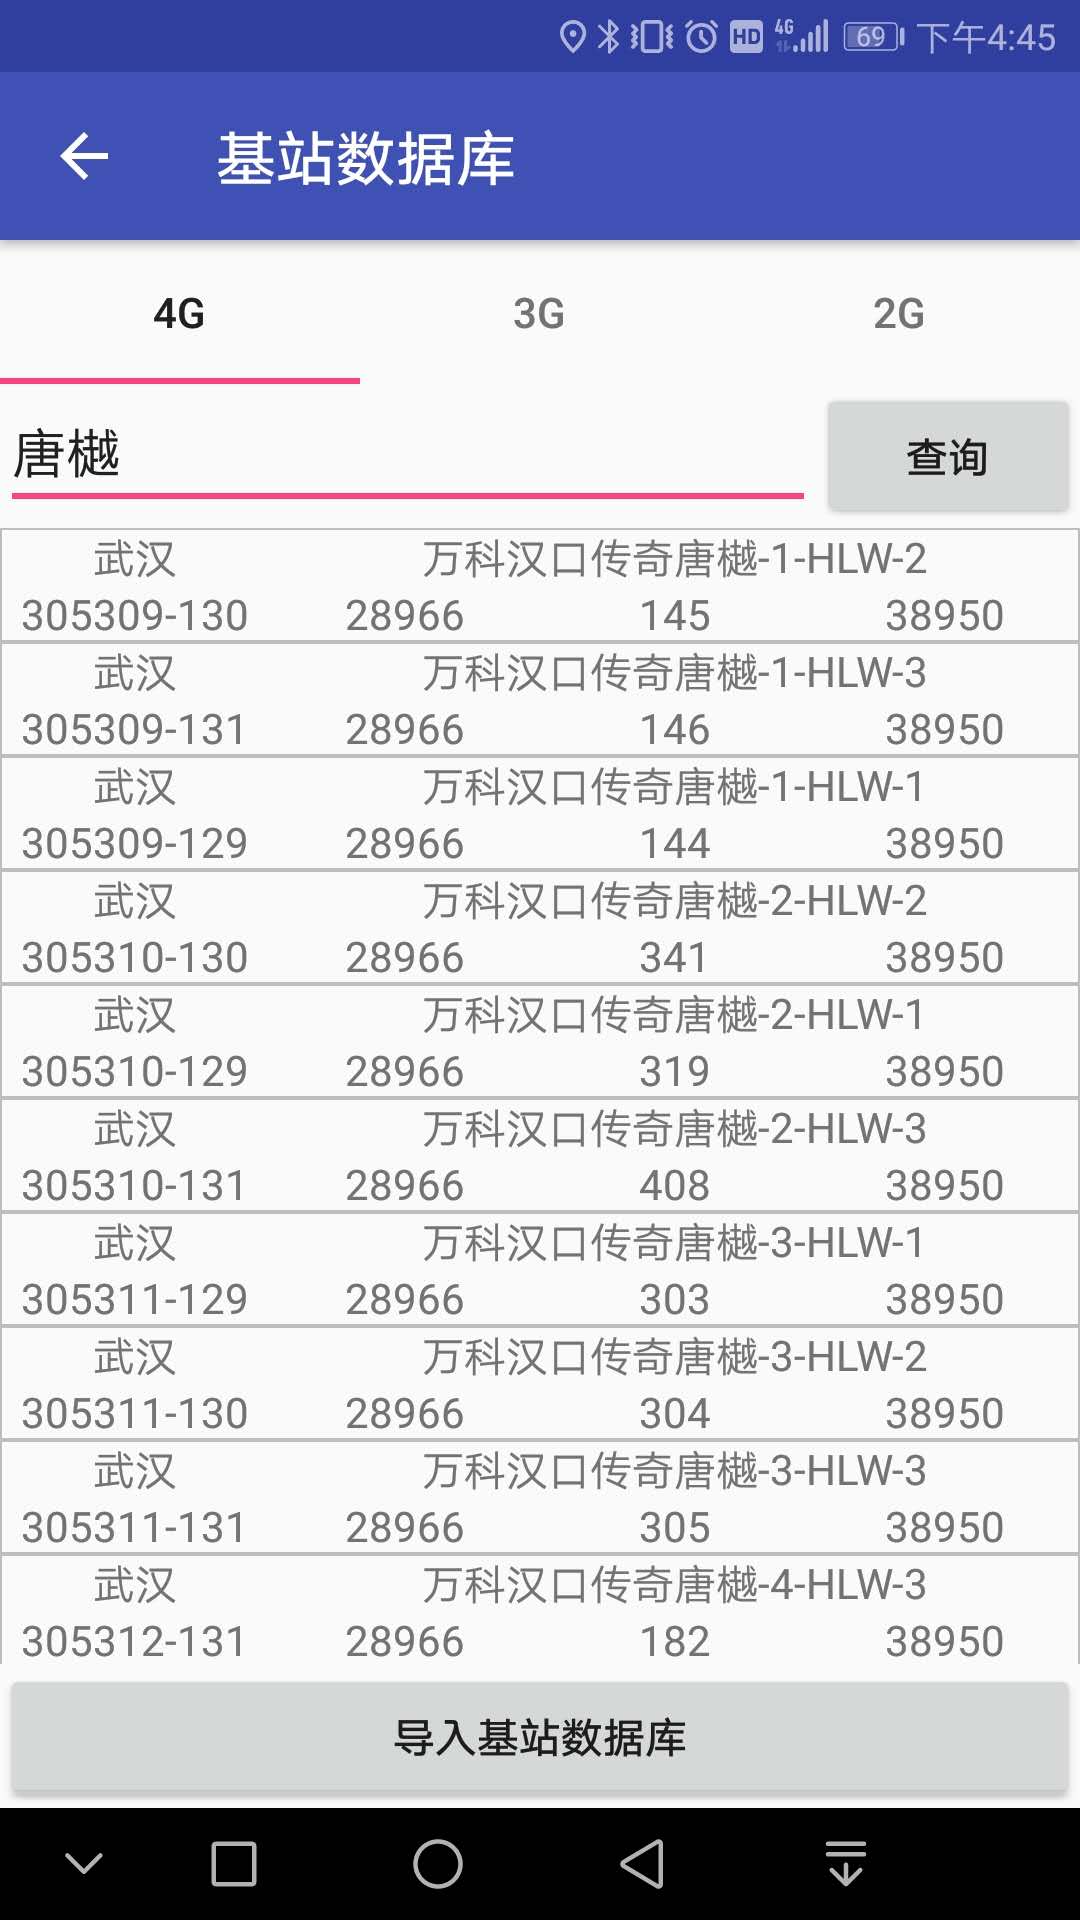 HD 4G 69 下午4:45
基站数据库
4G 3G 2G
唐樾 查询
武汉 万科汉口传奇唐樾-1-HLW-2
305309-130 28966 145 38950
武汉 万科汉口传奇唐樾-1-HLW-3
305309-131 28966 146 38950
武汉 万科汉口传奇唐樾-1-HLW-1
305309-129 28966 144 38950
武汉 万科汉口传奇唐樾-2-HLW-2
305310-130 28966 341 38950
武汉 万科汉口传奇唐樾-2-HLW-1
305310-129 28966 319 38950
武汉 万科汉口传奇唐樾-2-HLW-3
305310-131 28966 408 38950
武汉 万科汉口传奇唐樾-3-HLW-1
305311-129 28966 303 38950
武汉 万科汉口传奇唐樾-3-HLW-2
305311-130 28966 304 38950
武汉 万科汉口传奇唐樾-3-HLW-3
305311-131 28966 305 38950
武汉 万科汉口传奇唐樾-4-HLW-3
305312-131 28966 182 38950
导入基站数据库